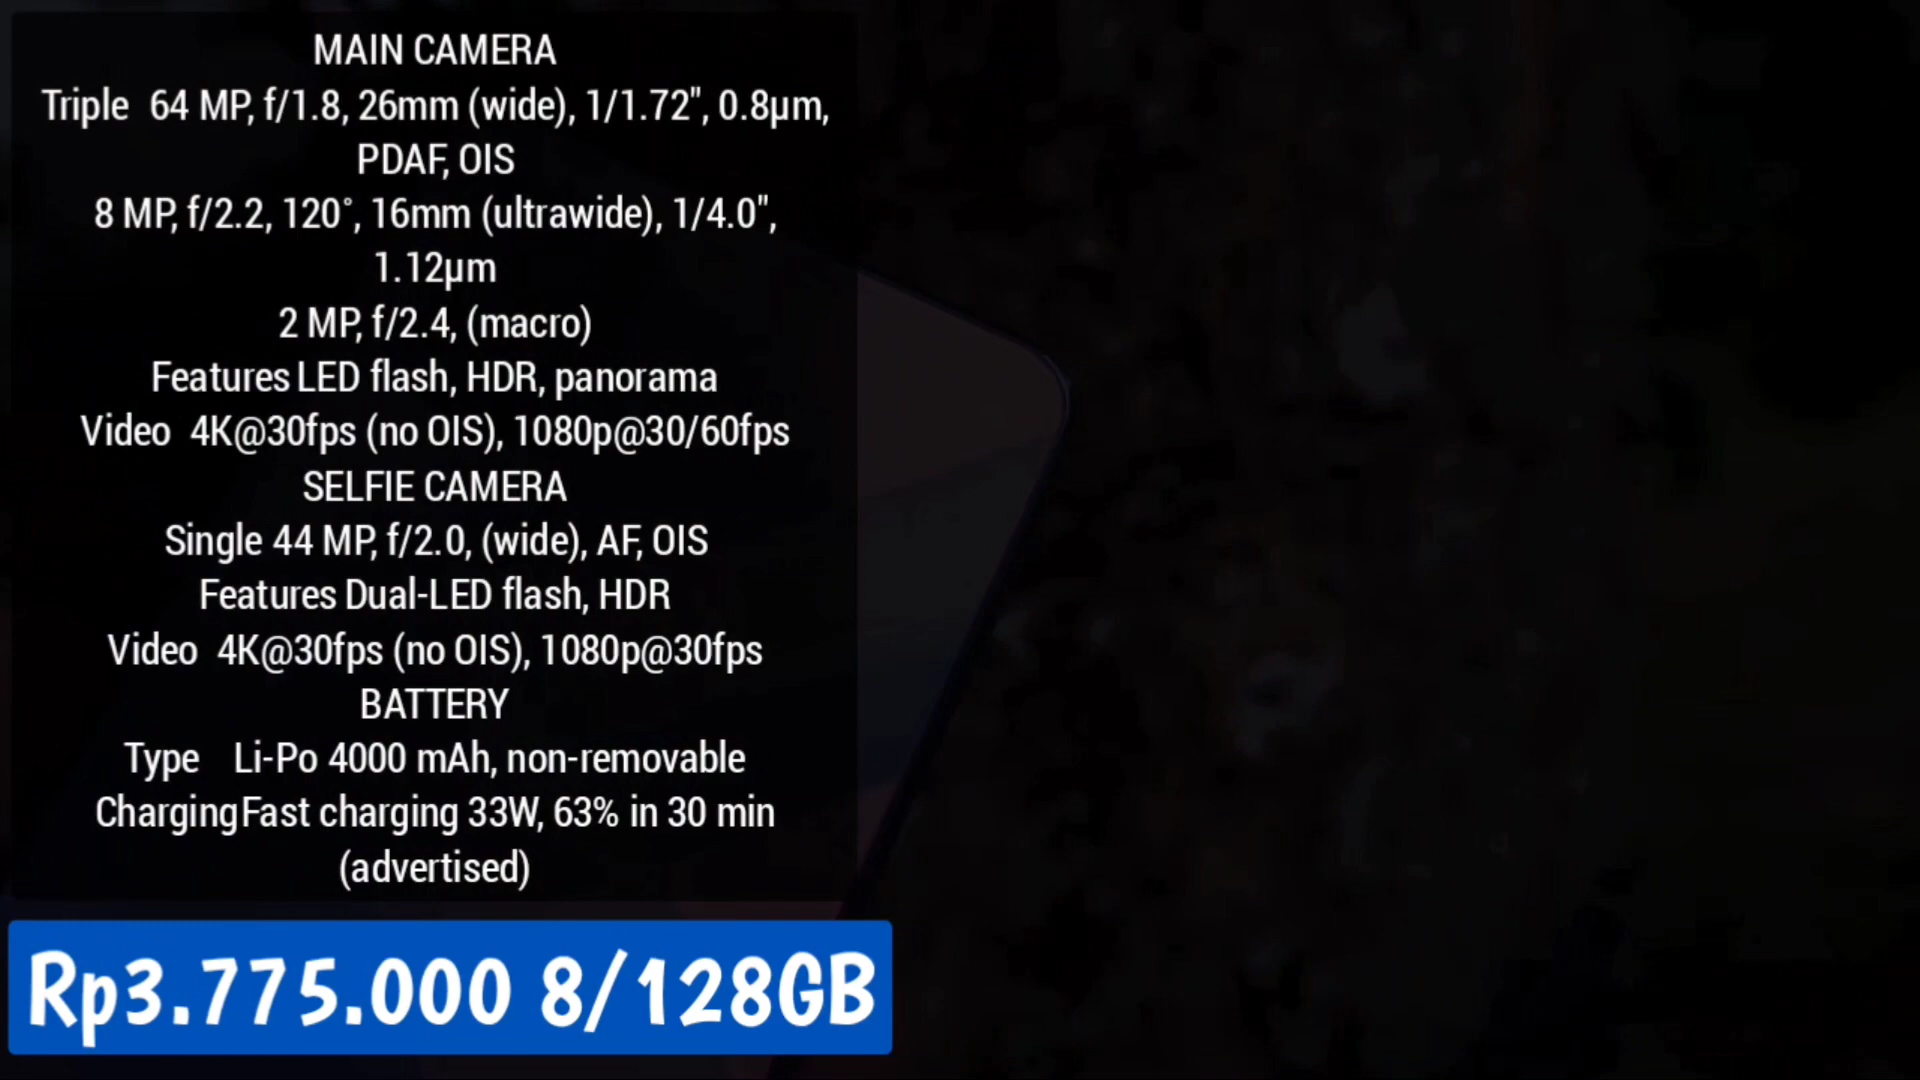 MAIN CAMERA
Triple 64 MP, f/1.8, 26mm (wide), 1/1.72", 0.8µm,
PDAF, OIS
8 MP, f/2.2, 120˚, 16mm (ultrawide), 1/4.0",
1.12µm
2 MP, f/2.4, (macro)
Features LED flash, HDR, panorama
Video 4K@30fps (no OIS), 1080p@30/60fps
SELFIE CAMERA
Single 44 MP, f/2.0, (wide), AF, OIS
Features Dual-LED flash, HDR
Video 4K@30fps (no OIS), 1080p@30fps
BATTERY
Type Li-Po 4000 mAh, non-removable
ChargingFast charging 33W, 63% in 30 min
(advertised)
Rp3.775.000 8/128GB